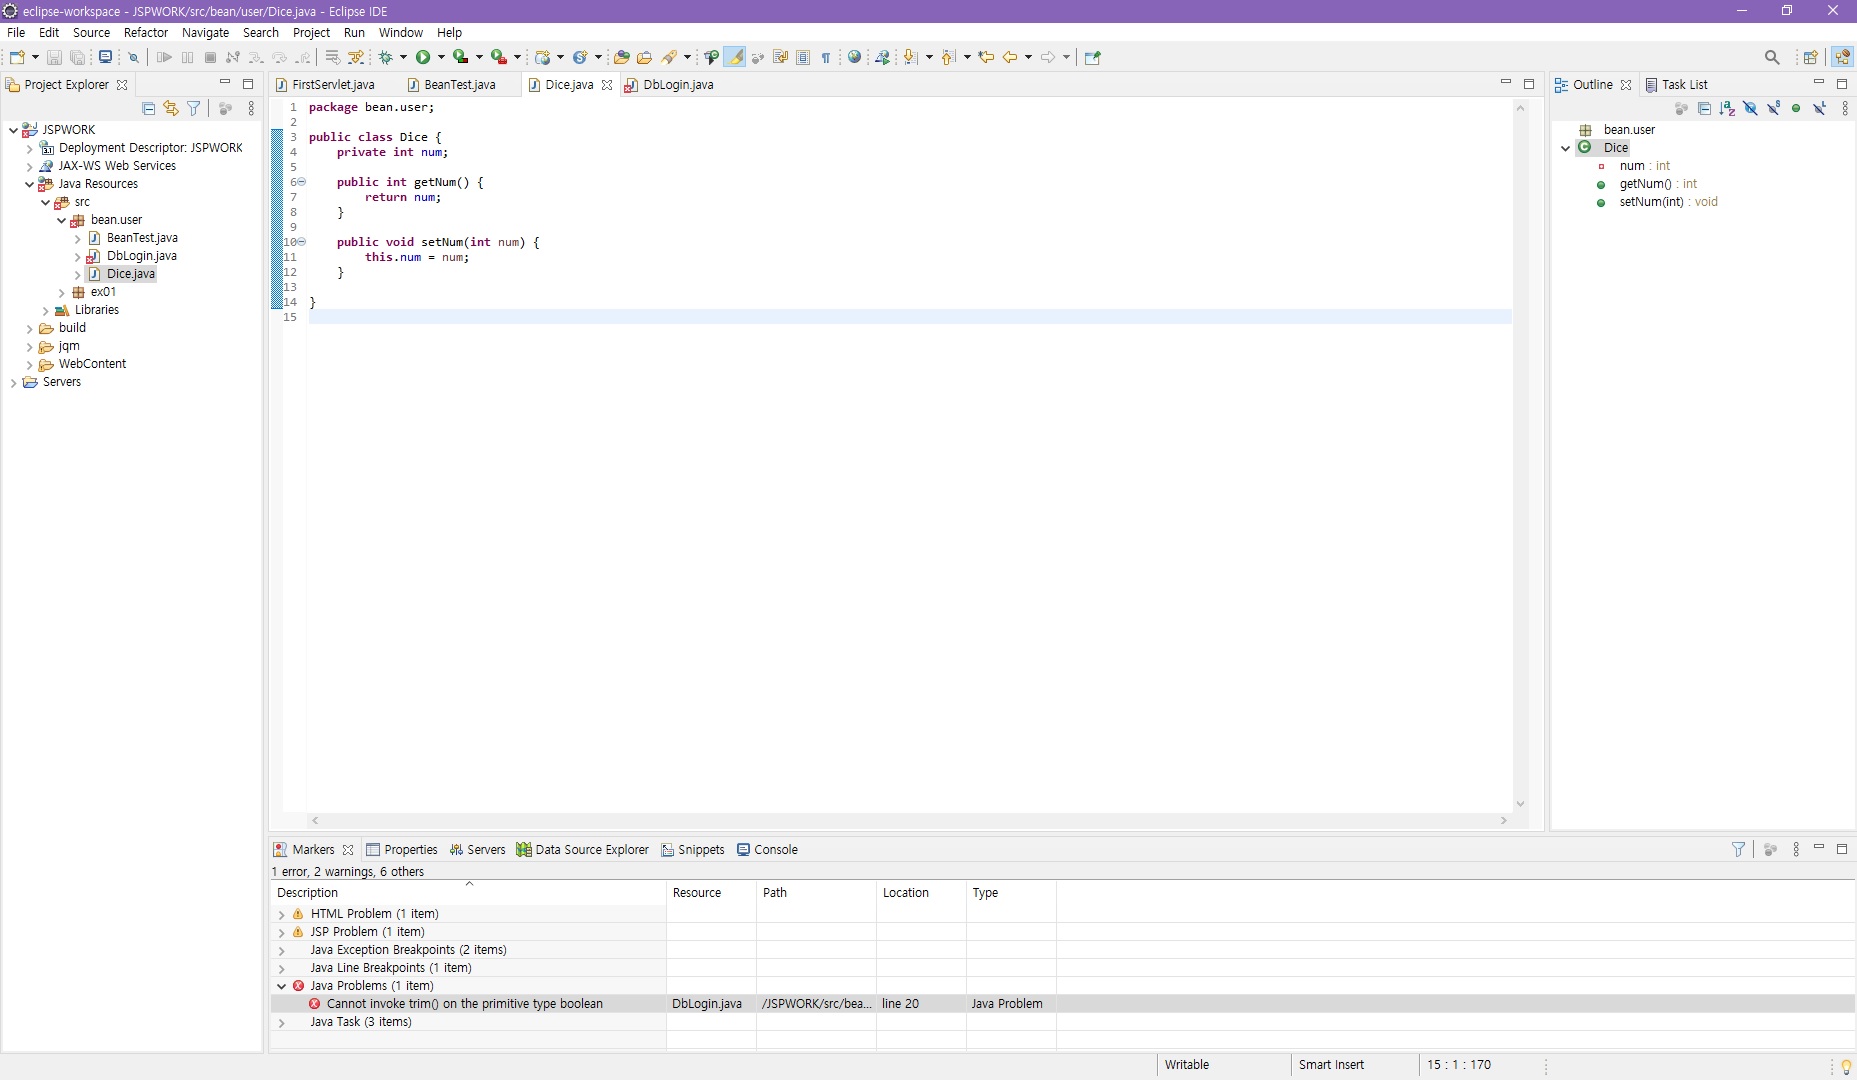 eclipse-workspace - JSPWORK/src/bean/user/Dice.java - Eclipse IDE
File Edit Source Refactor Navigate Search Project Run Window Help
Project Explorer
JSPWORK
Deployment Descriptor: JSPWORK
JAX-WS Web Services
Java Resources
src
bean.user
BeanTest.java
DbLogin.java
Dice.java
ex01
Libraries
build
jqm
WebContent
Servers
FirstServlet.java BeanTest.java Dice.java DbLogin.java
1 package bean.user;
2
3 public class Dice {
4 private int num;
5
6 public int getNum() {
7 return num;
8 }
9
10 public void setNum(int num) {
11 this.num = num;
12 }
13
14 }
15
Outline Task List
bean.user
Dice
num : int
getNum() : int
setNum(int) : void
Markers Properties Servers Data Source Explorer Snippets Console
1 error, 2 warnings, 6 others
Description Resource Path Location Type
HTML Problem (1 item)
JSP Problem (1 item)
Java Exception Breakpoints (2 items)
Java Line Breakpoints (1 item)
Java Problems (1 item)
Cannot invoke trim() on the primitive type boolean DbLogin.java /JSPWORK/src/bea... line 20 Java Problem
Java Task (3 items)
Writable Smart Insert 15 : 1 : 170